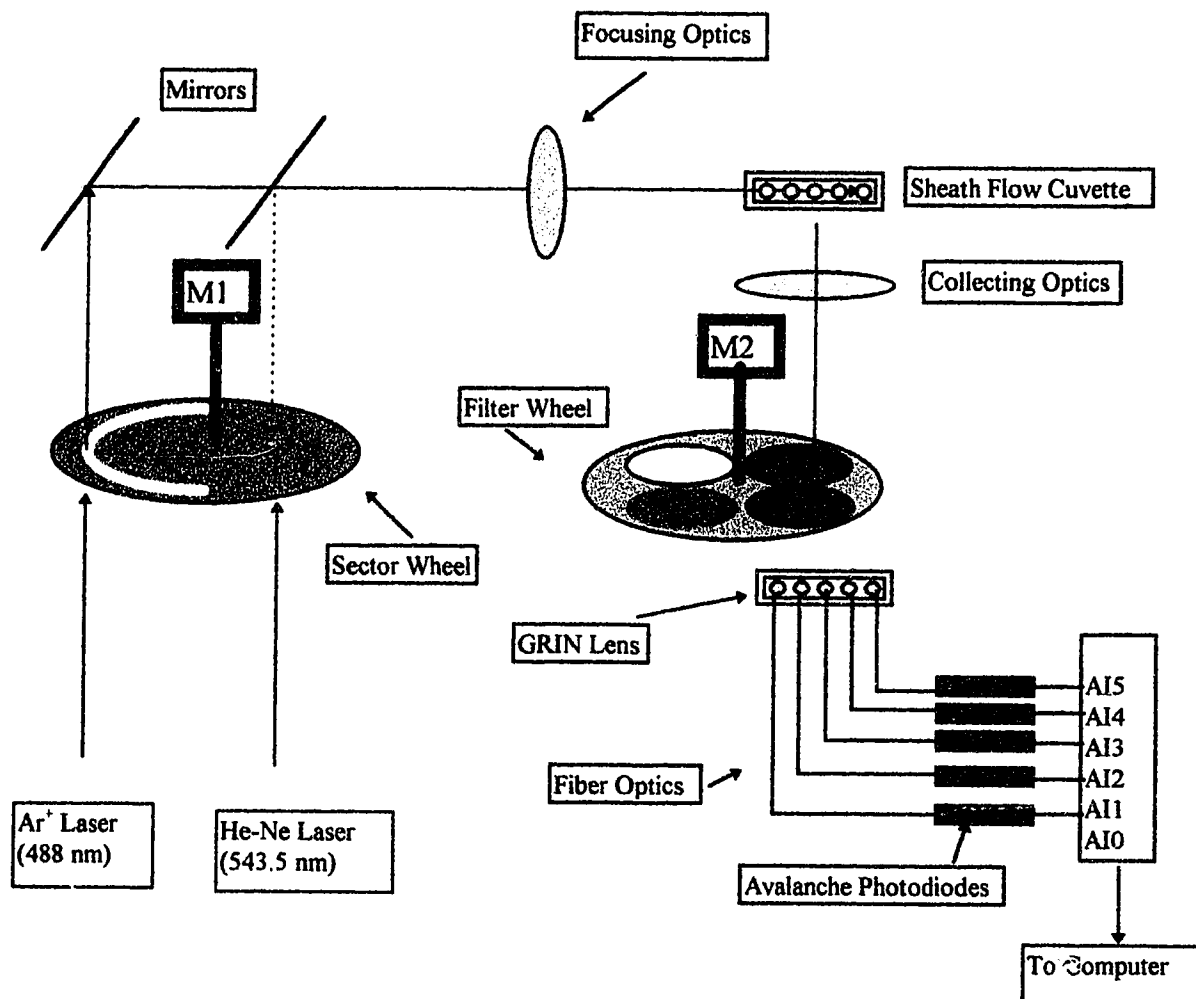 Focusing Optics
Mirrors
Sheath Flow Cuvette
M1
Collecting Optics
M2
Filter Wheel
Sector Wheel
GRIN Lens
AI5
AI4
AI3
Fiber Optics
AI2
AI1
AI0
Ar⁺ Laser
(488 nm)
He-Ne Laser
(543.5 nm)
Avalanche Photodiodes
To Computer